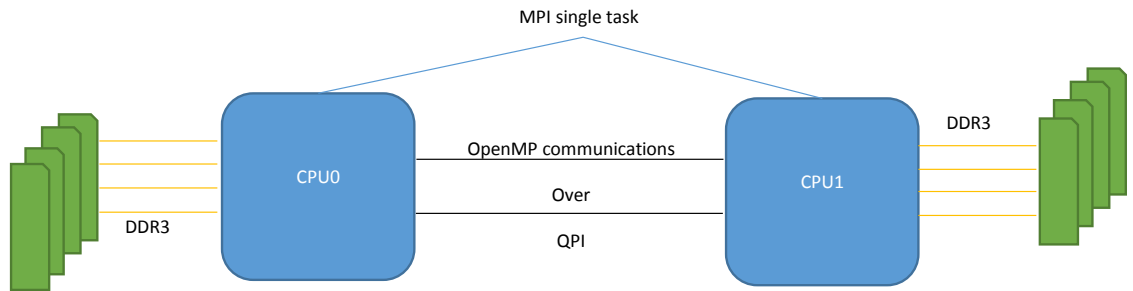 MPI single task
DDR3
OpenMP communications
CPU0
CPU1
Over
DDR3
QPI